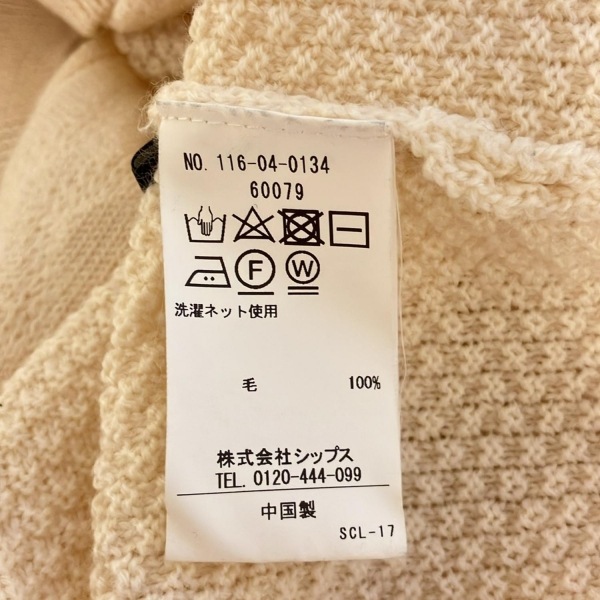 NO. 116-04-0134
60079
F W
洗濯ネット使用
毛 100%
株式会社シップス
TEL. 0120-444-099
中国製
SCL-17